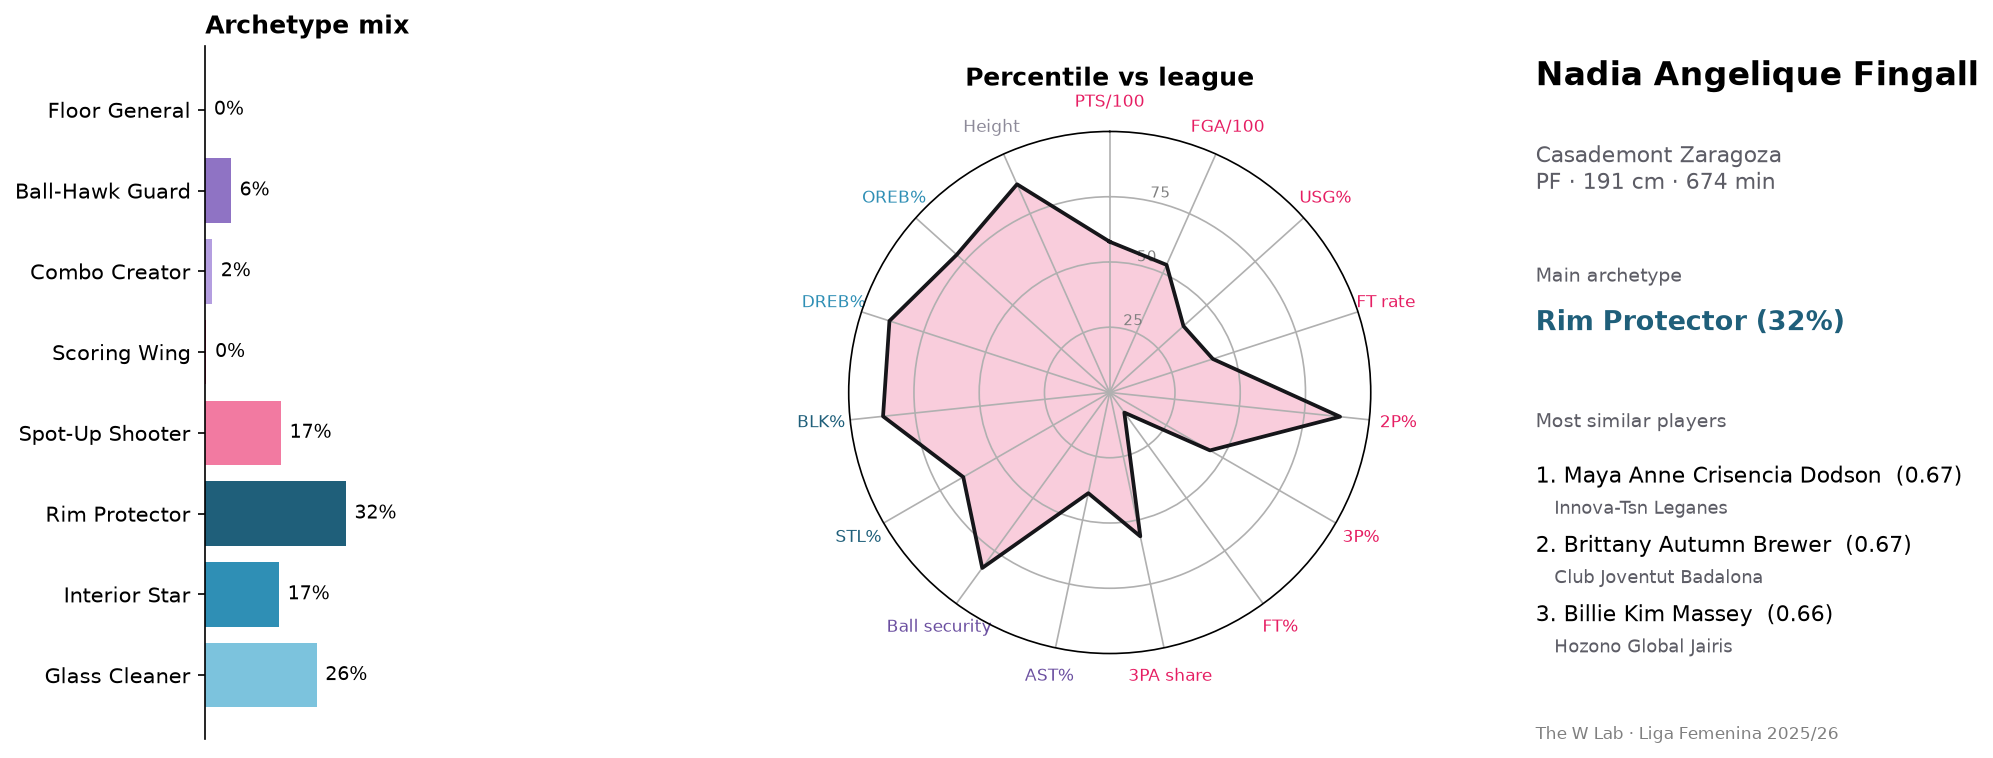 Archetype mix
Floor General 0%
Ball-Hawk Guard 6%
Combo Creator 2%
Scoring Wing 0%
Spot-Up Shooter 17%
Rim Protector 32%
Interior Star 17%
Glass Cleaner 26%
Percentile vs league
PTS/100
Height
FGA/100
OREB%
USG%
DREB%
FT rate
BLK%
2P%
STL%
3P%
Ball security
FT%
AST%
3PA share
75
50
25
Nadia Angelique Fingall
Casademont Zaragoza
PF · 191 cm · 674 min
Main archetype
Rim Protector (32%)
Most similar players
1. Maya Anne Crisencia Dodson (0.67)
Innova-Tsn Leganes
2. Brittany Autumn Brewer (0.67)
Club Joventut Badalona
3. Billie Kim Massey (0.66)
Hozono Global Jairis
The W Lab · Liga Femenina 2025/26